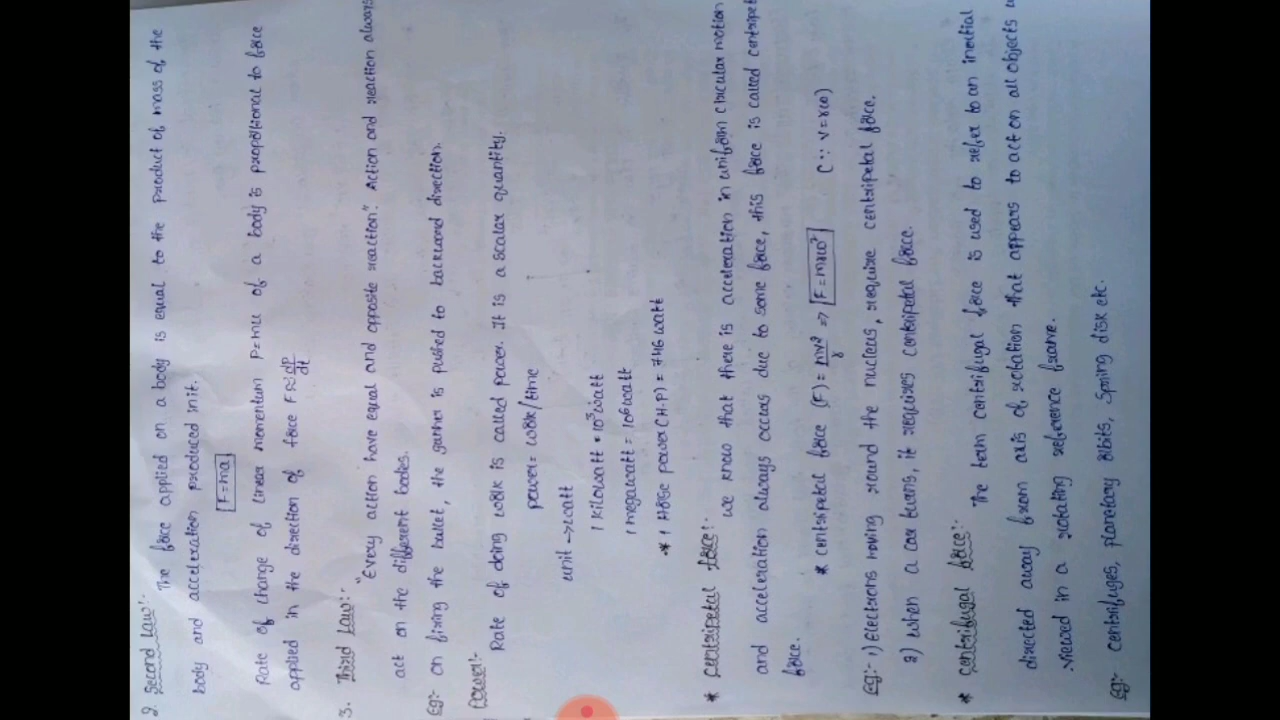 2. Second Law:-
The force applied on a body is equal to the product of mass of the
body and acceleration produced in it.
F=ma
Rate of change of linear momentum P=mu of a body is proportional to force
applied in the direction of force F∝dP/dt
3. Third Law:-
"Every action have equal and opposite reaction". Action and reaction always
act on the different bodes.
Eg:- on firing the bullet, the gunner is pushed to backward direction.
Power:-
Rate of doing work is called power. It is a scalar quantity.
power = work/time
unit → watt
1 kilowatt = 10³ watt
1 megawatt = 10⁶ watt
* 1 Horse power (H.P) = 746 watt
* Centripetal force:-
we know that there is acceleration in uniform circular motion
and acceleration always occurs due to some force, this force is called centripet
force.
* centripetal force (F) = mv²/r ⇒ F=mrω² (∵ v=rω)
Eg:- 1) Electrons moving round the nucleus, require centripetal force.
2) when a car turns, it requires centripetal force.
* Centrifugal force:-
The term centrifugal force is used to refer to an inertial
directed away from axis of rotation that appears to act on all objects w
viewed in a rotating reference frame.
Eg:- Centrifuges, planetary orbits, Spring disk etc.